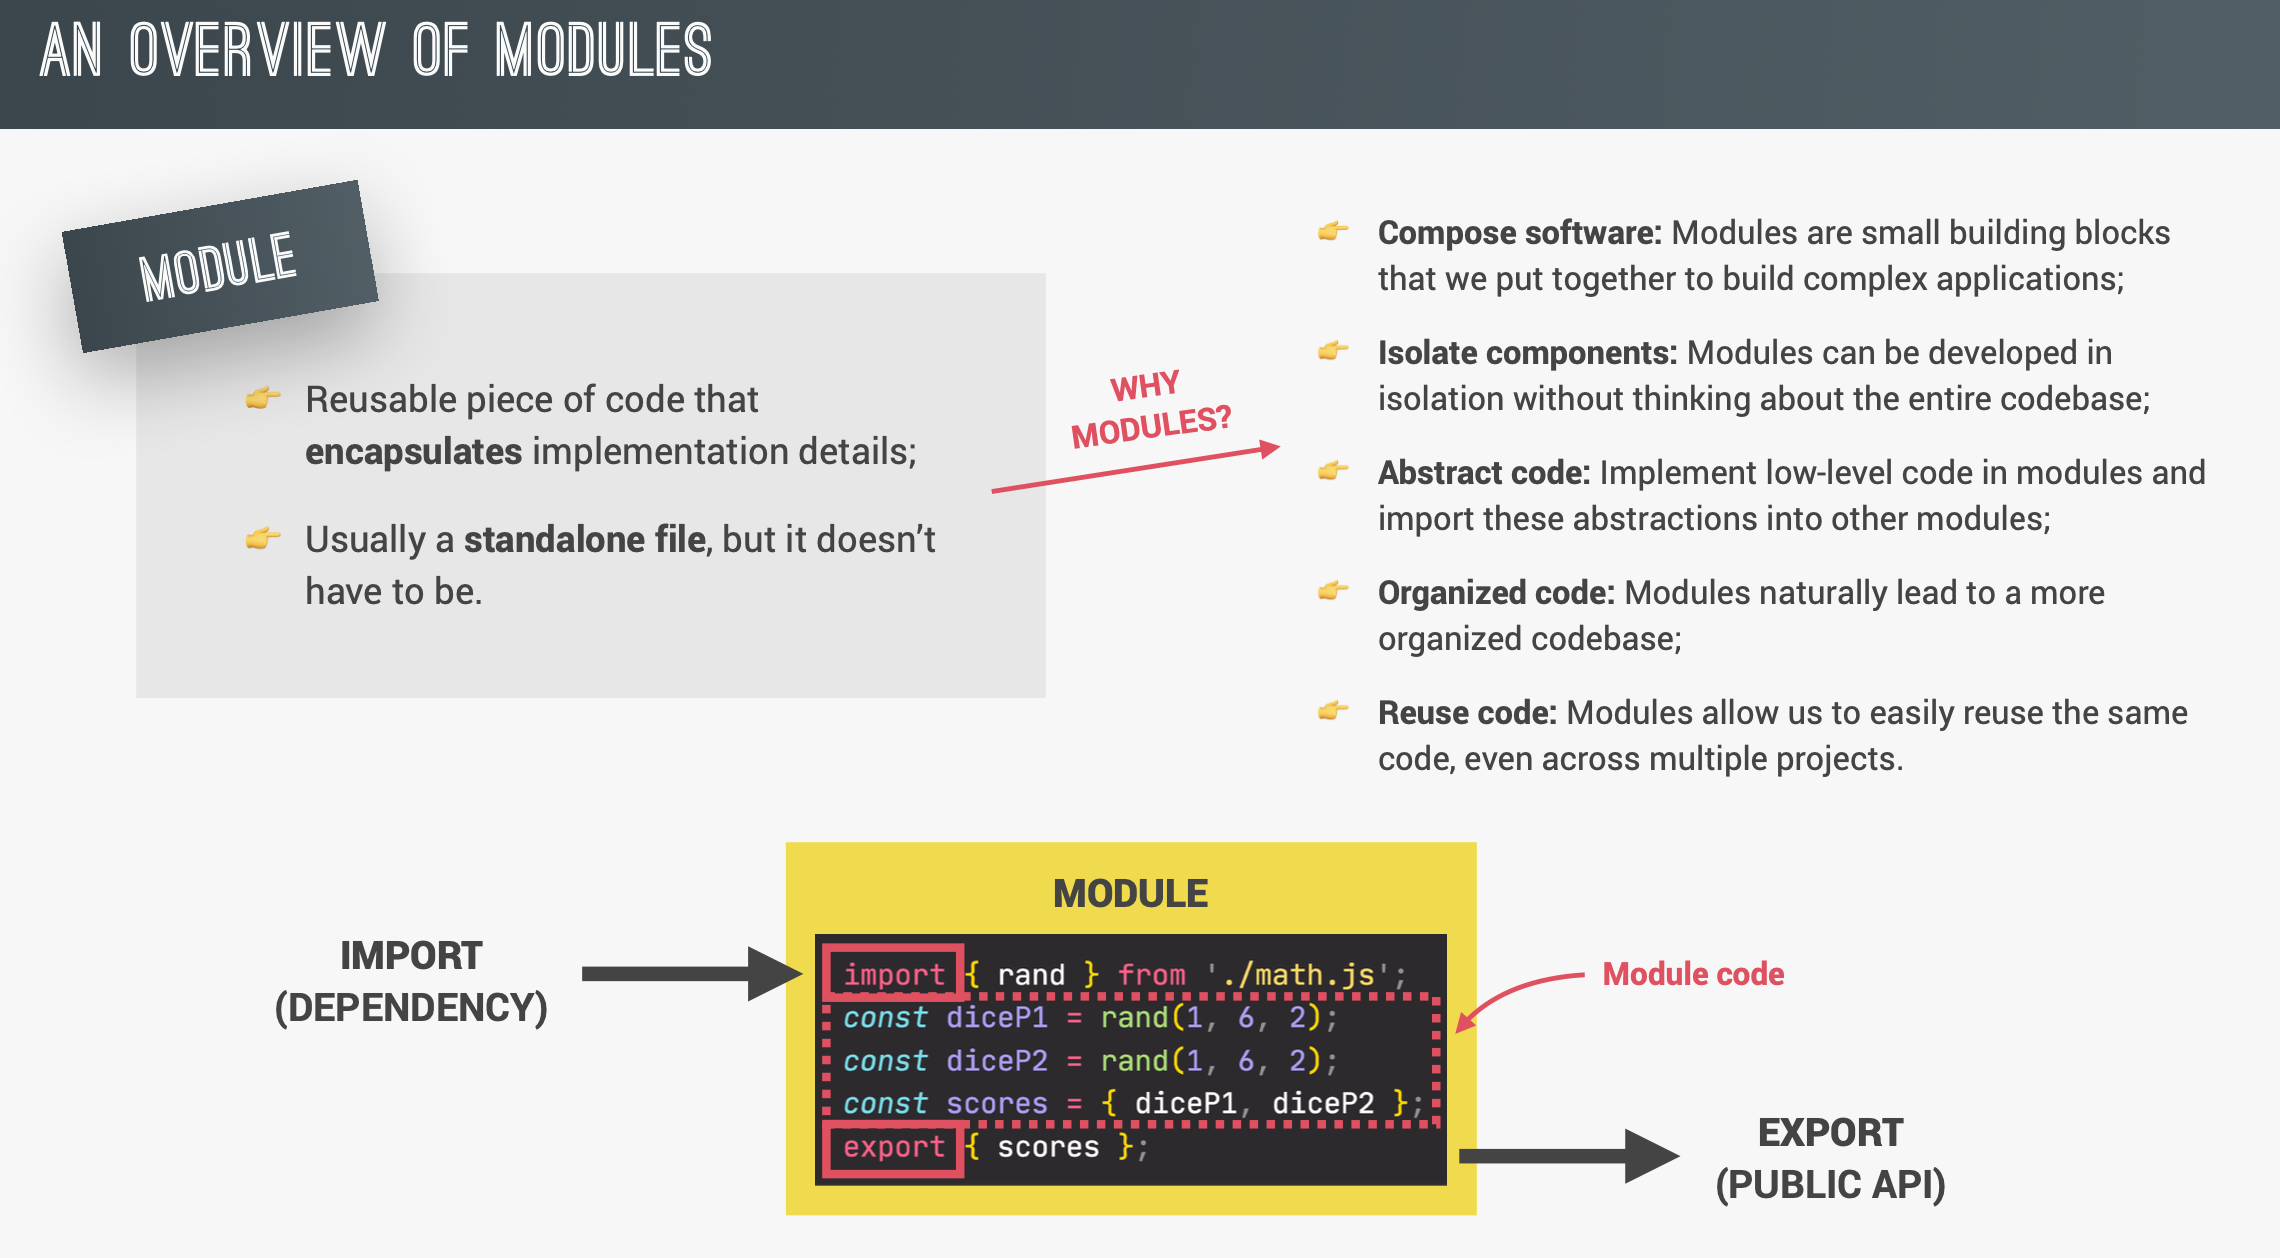 AN OVERVIEW OF MODULES
MODULE
Reusable piece of code that
encapsulates implementation details;
Usually a standalone file, but it doesn’t
have to be.
WHY
MODULES?
Compose software: Modules are small building blocks
that we put together to build complex applications;
Isolate components: Modules can be developed in
isolation without thinking about the entire codebase;
Abstract code: Implement low-level code in modules and
import these abstractions into other modules;
Organized code: Modules naturally lead to a more
organized codebase;
Reuse code: Modules allow us to easily reuse the same
code, even across multiple projects.
IMPORT
(DEPENDENCY)
MODULE
import { rand } from './math.js';
const diceP1 = rand(1, 6, 2);
const diceP2 = rand(1, 6, 2);
const scores = { diceP1, diceP2 };
export { scores };
Module code
EXPORT
(PUBLIC API)